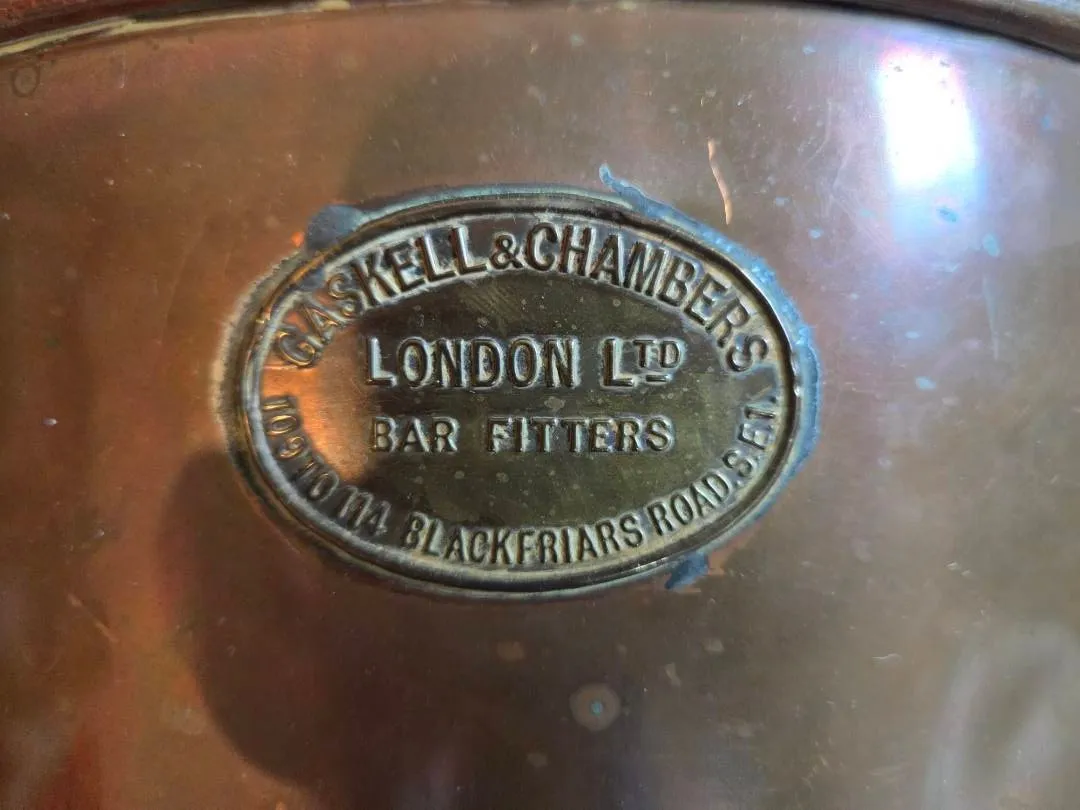 GASKELL & CHAMBERS
LONDON LTD
BAR FITTERS
109 TO 114 BLACKFRIARS ROAD. S.E.1.